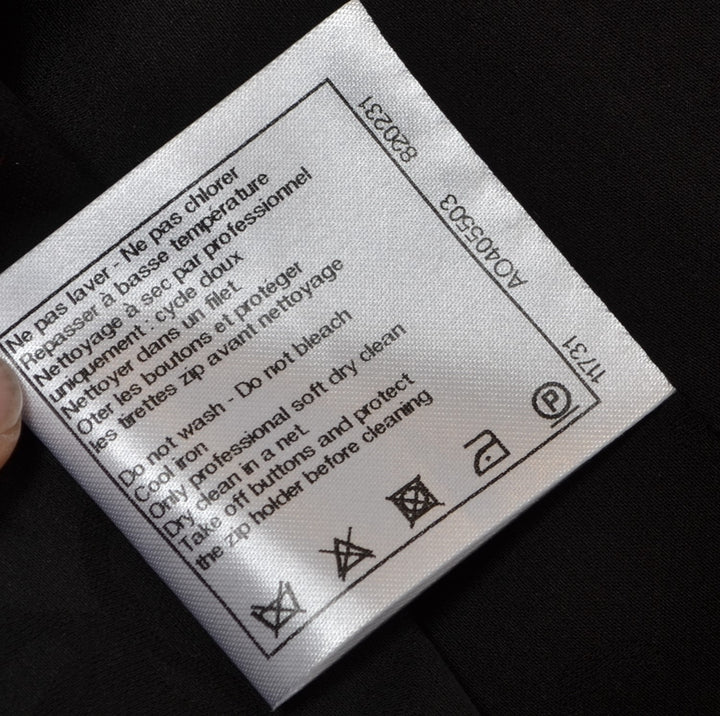 Ne pas laver - Ne pas chlorer
Repasser à basse température
Nettoyage à sec par professionnel
uniquement : cycle doux
Nettoyer dans un filet.
Oter les boutons et protéger
les tirettes zip avant nettoyage
Do not wash - Do not bleach
Cool iron
Only professional soft dry clean
Dry clean in a net
Take off buttons and protect
the zip holder before cleaning
P
820231
AO405503
11731